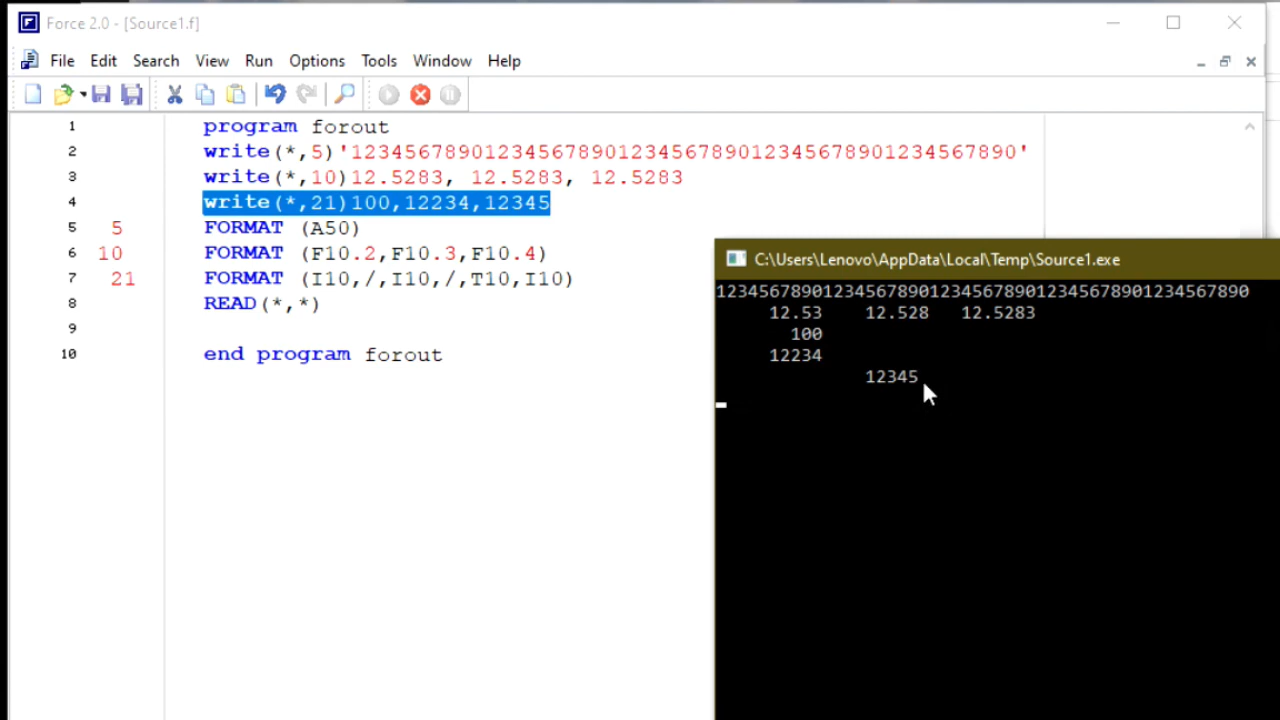 Force 2.0 - [Source1.f]
File Edit Search View Run Options Tools Window Help
1 program forout
2 write(*,5)'12345678901234567890123456789012345678901234567890'
3 write(*,10)12.5283, 12.5283, 12.5283
4 write(*,21)100,12234,12345
5 5 FORMAT (A50)
6 10 FORMAT (F10.2,F10.3,F10.4)
7 21 FORMAT (I10,/,I10,/,T10,I10)
8 READ(*,*)
9
10 end program forout
C:\Users\Lenovo\AppData\Local\Temp\Source1.exe
12345678901234567890123456789012345678901234567890
12.53 12.528 12.5283
100
12234
12345